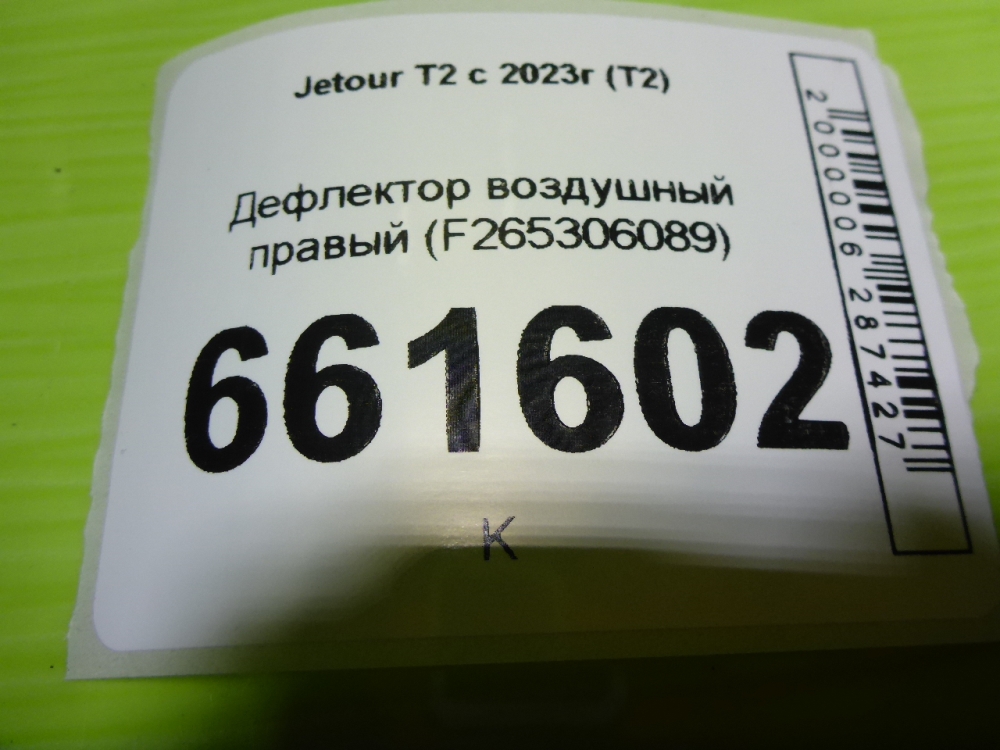 Jetour T2 с 2023г (T2)
Дефлектор воздушный
правый (F265306089)
661602
К
2000006287427